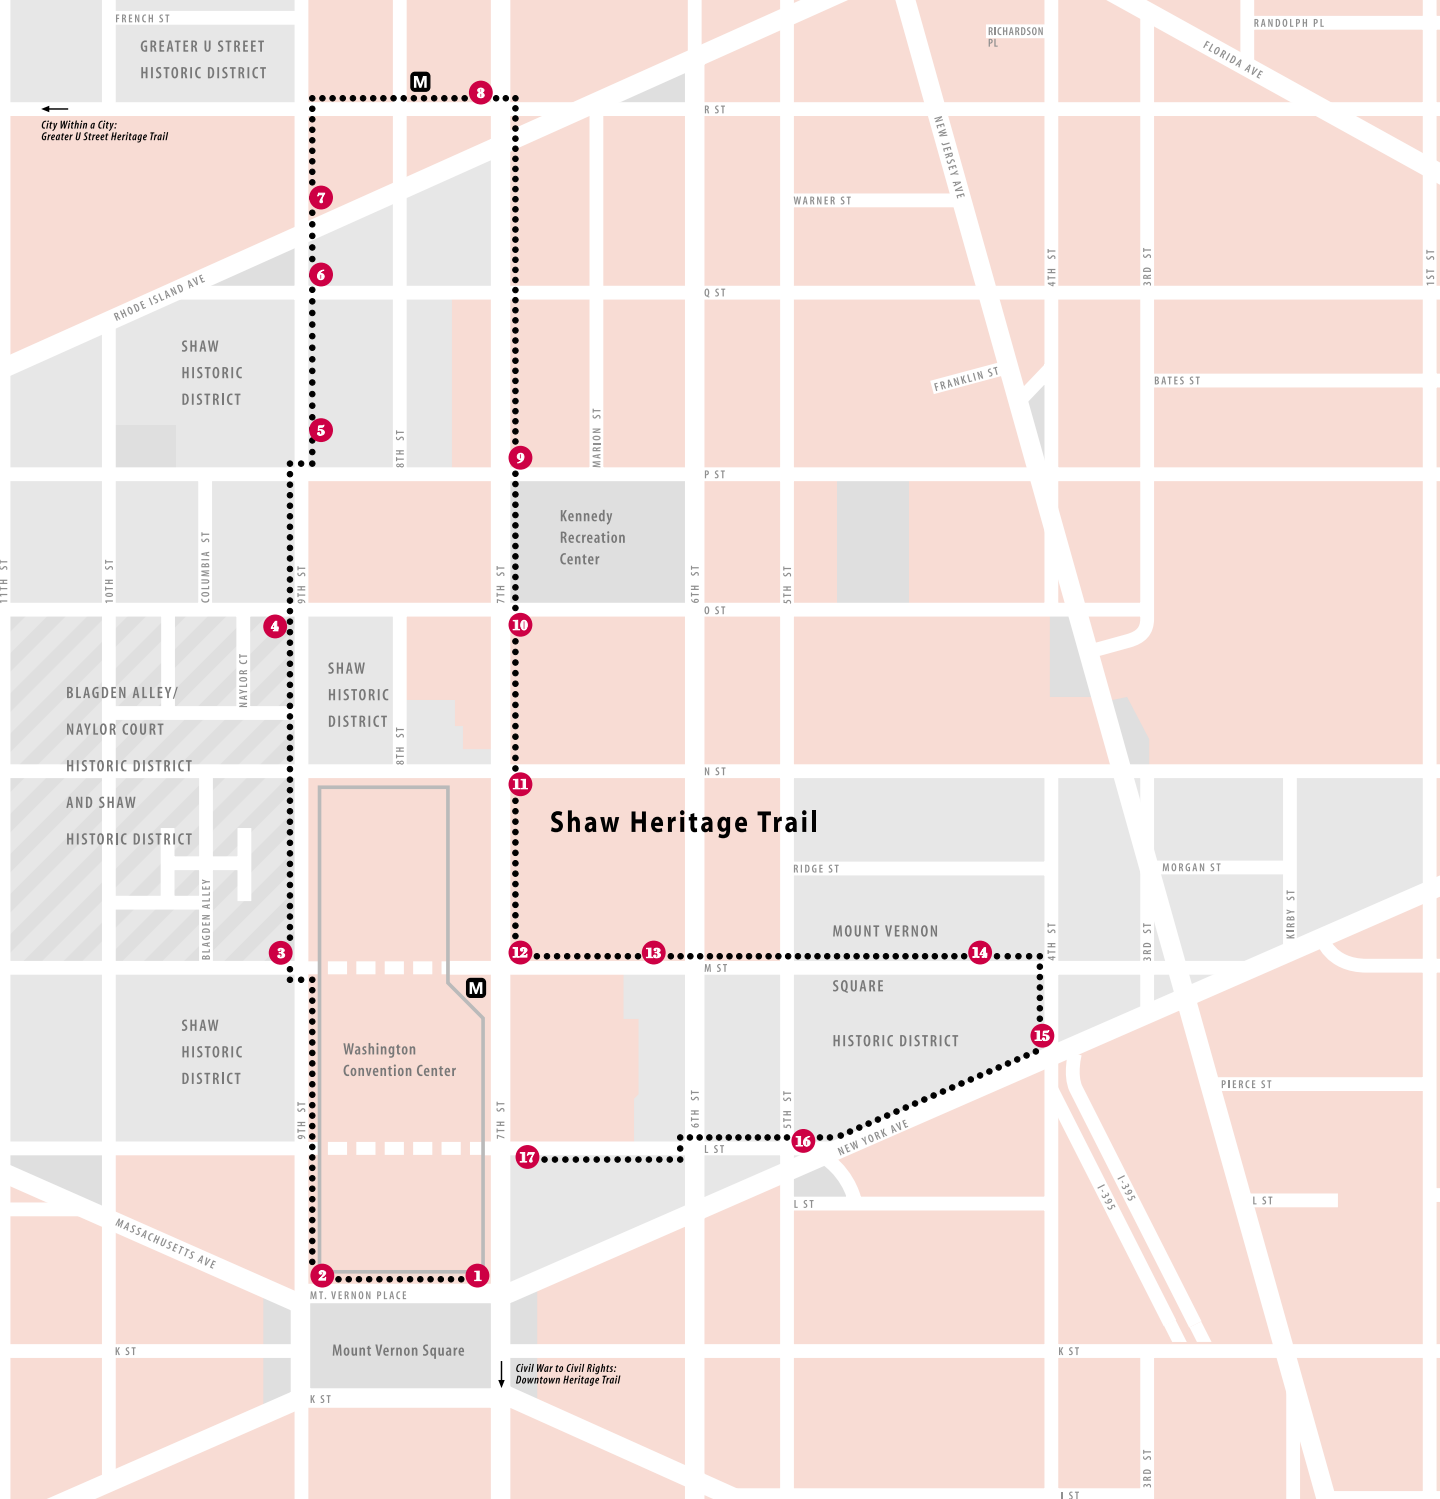 FRENCH ST
GREATER U STREET
HISTORIC DISTRICT
M
8
RICHARDSON
PL
RANDOLPH PL
FLORIDA AVE
City Within a City:
Greater U Street Heritage Trail
R ST
NEW JERSEY AVE
7
WARNER ST
6
RHODE ISLAND AVE
Q ST
4TH ST
3RD ST
1ST ST
SHAW
HISTORIC
DISTRICT
FRANKLIN ST
BATES ST
5
8TH ST
MARION ST
9
P ST
Kennedy
Recreation
Center
11TH ST
10TH ST
COLUMBIA ST
9TH ST
7TH ST
6TH ST
5TH ST
O ST
4
10
NAYLOR CT
BLAGDEN ALLEY/
NAYLOR COURT
HISTORIC DISTRICT
AND SHAW
HISTORIC DISTRICT
SHAW
HISTORIC
DISTRICT
8TH ST
N ST
11
Shaw Heritage Trail
RIDGE ST
MORGAN ST
KIRBY ST
BLAGDEN ALLEY
3
12
13
14
MOUNT VERNON
SQUARE
HISTORIC DISTRICT
4TH ST
3RD ST
M ST
M
SHAW
HISTORIC
DISTRICT
Washington
Convention Center
15
9TH ST
7TH ST
6TH ST
5TH ST
PIERCE ST
16
NEW YORK AVE
L ST
17
I-395
I-395
L ST
L ST
MASSACHUSETTS AVE
2
1
MT. VERNON PLACE
Mount Vernon Square
K ST
K ST
Civil War to Civil Rights:
Downtown Heritage Trail
K ST
3RD ST
I ST